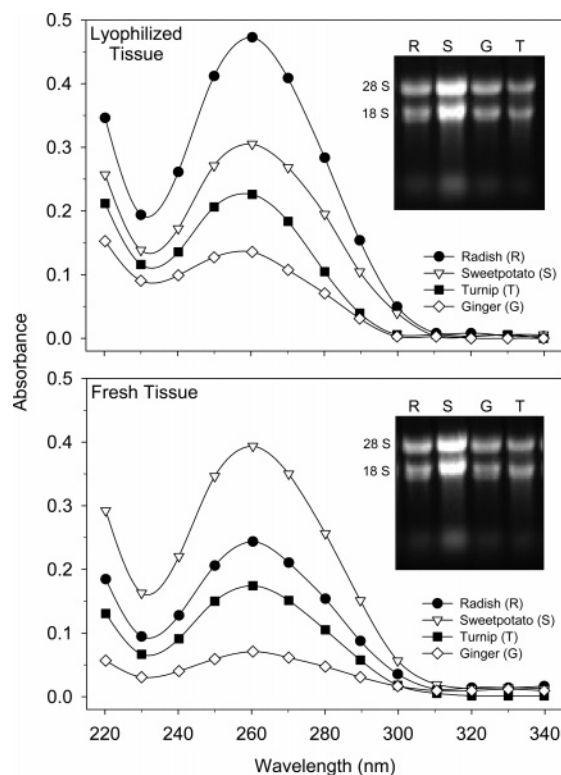 Lyophilized
Tissue
0.5
0.4
0.3
0.2
0.1
0.0
R S G T
28 S
18 S
Radish (R)
Sweetpotato (S)
Turnip (T)
Ginger (G)
Absorbance
Fresh Tissue
0.5
0.4
0.3
0.2
0.1
0.0
R S G T
28 S
18 S
Radish (R)
Sweetpotato (S)
Turnip (T)
Ginger (G)
220 240 260 280 300 320 340
Wavelength (nm)